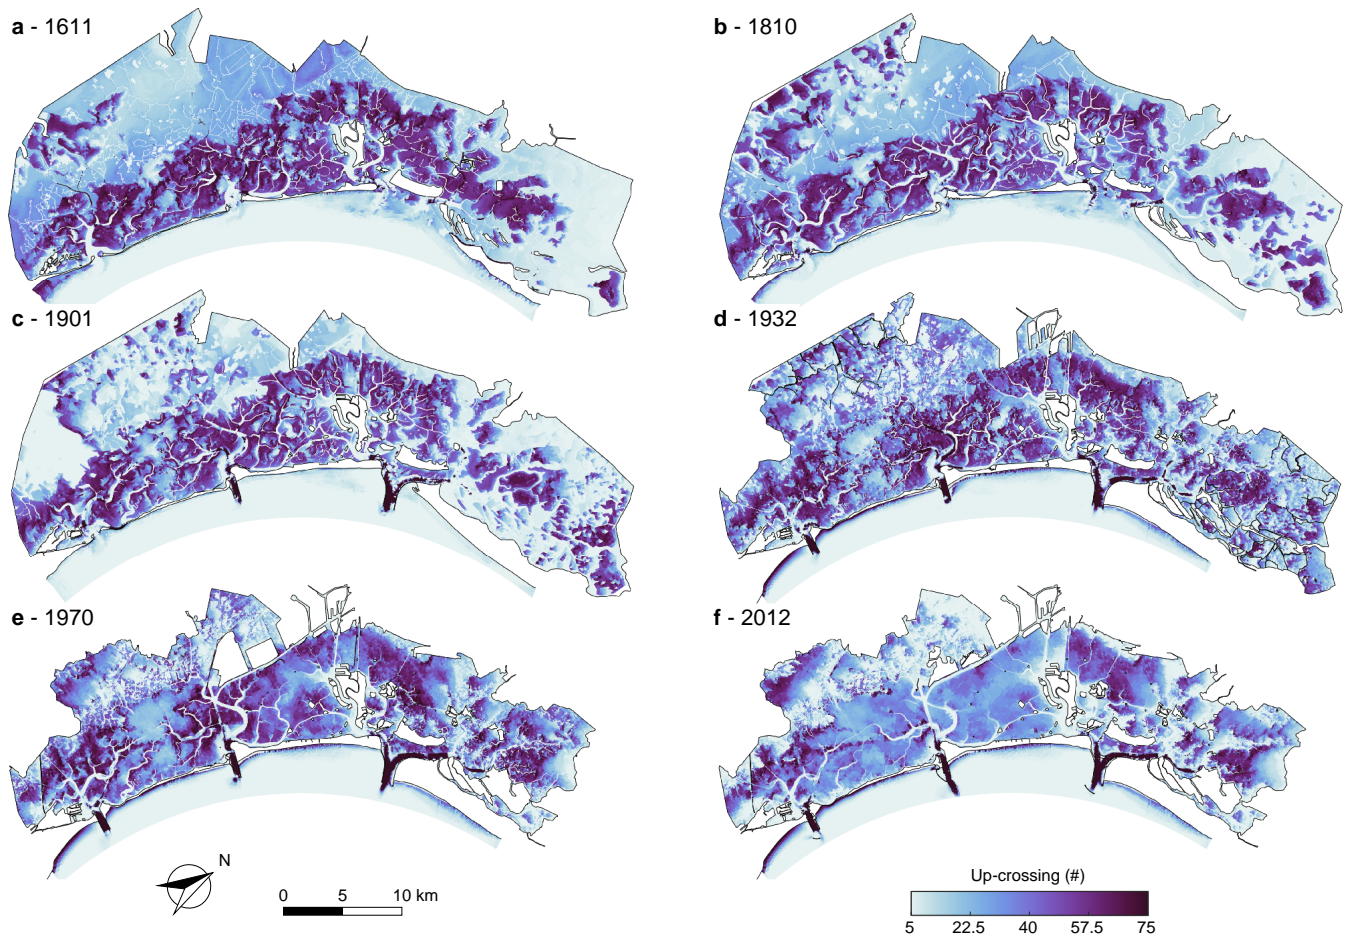 a - 1611
b - 1810
c - 1901
d - 1932
e - 1970
f - 2012
N
0 5 10 km
Up-crossing (#)
5 22.5 40 57.5 75